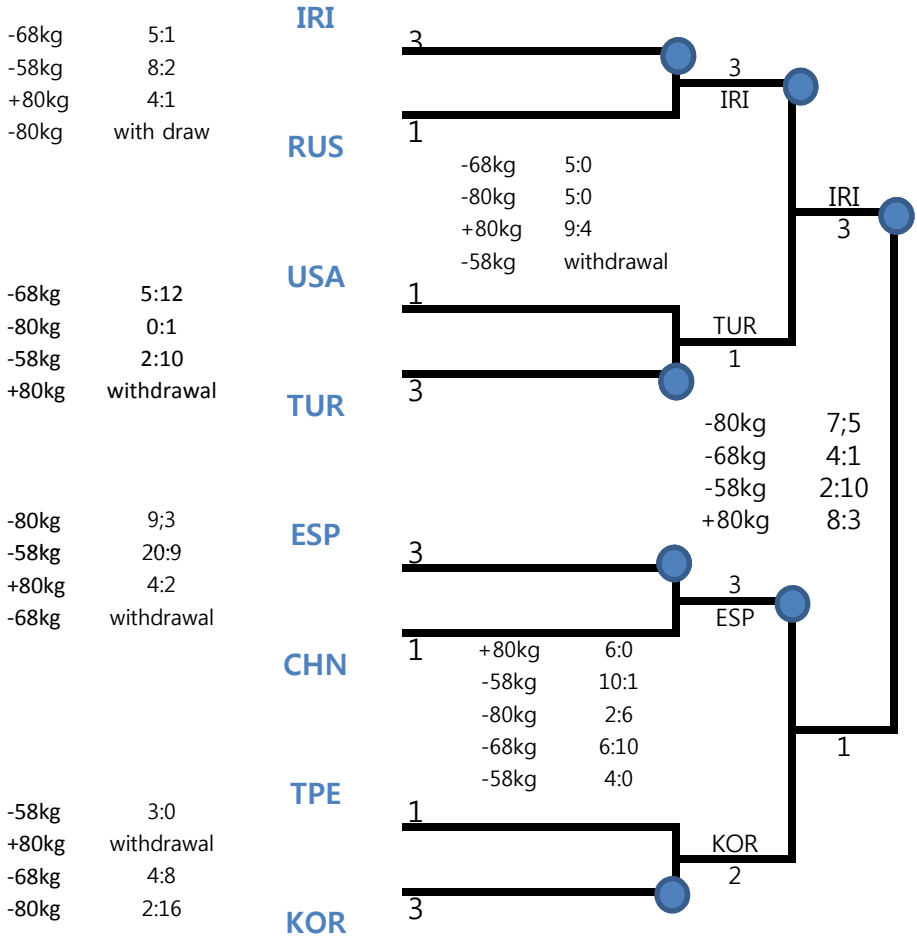 IRI
-68kg 5:1
-58kg 8:2
+80kg 4:1
-80kg with draw
3
3
IRI
1
RUS
-68kg 5:0
-80kg 5:0
+80kg 9:4
-58kg withdrawal
IRI
3
USA
-68kg 5:12
-80kg 0:1
-58kg 2:10
+80kg withdrawal
1
TUR
1
3
TUR
-80kg 7;5
-68kg 4:1
-58kg 2:10
+80kg 8:3
-80kg 9;3
-58kg 20:9
+80kg 4:2
-68kg withdrawal
ESP
3
3
ESP
1
CHN
+80kg 6:0
-58kg 10:1
-80kg 2:6
-68kg 6:10
-58kg 4:0
1
TPE
-58kg 3:0
+80kg withdrawal
-68kg 4:8
-80kg 2:16
1
KOR
2
3
KOR